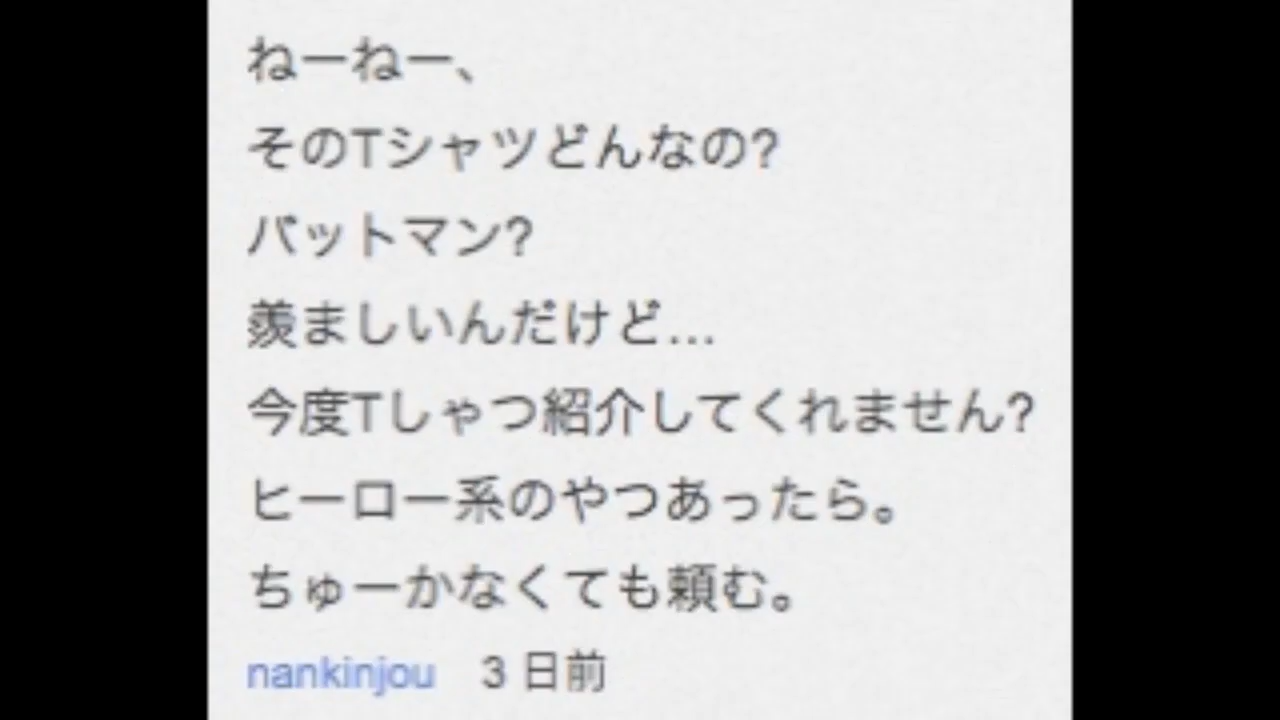 ねーねー、
そのTシャツどんなの?
バットマン?
羨ましいんだけど...
今度Tしゃつ紹介してくれません?
ヒーロー系のやつあったら。
ちゅーかなくても頼む。
nankinjou 3 日前